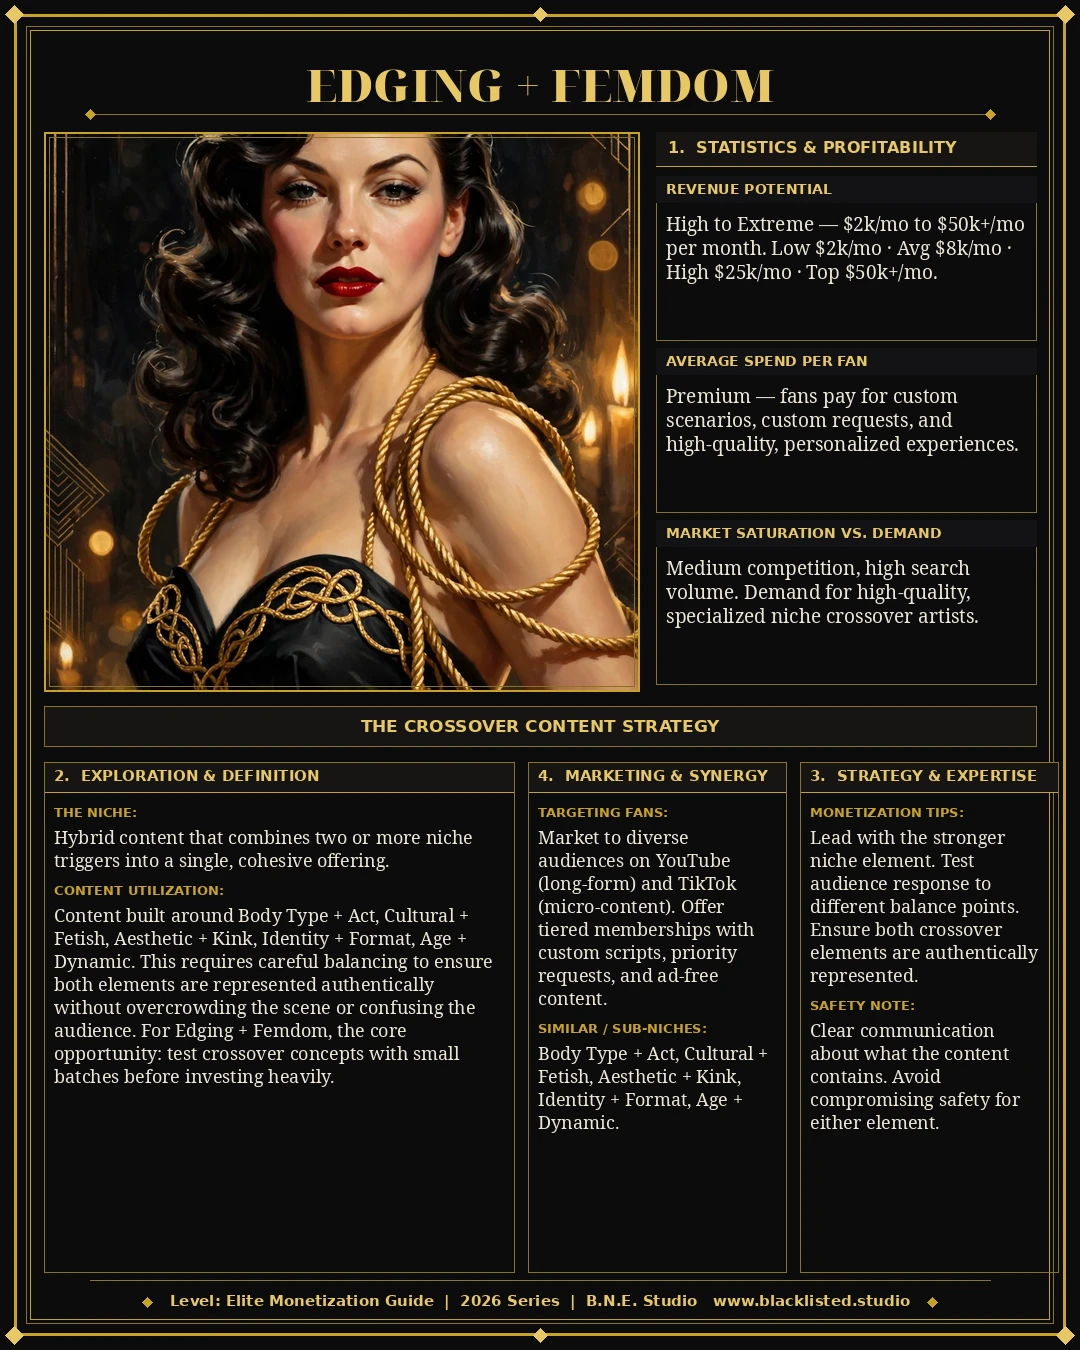 EDGING + FEMDOM
1. STATISTICS & PROFITABILITY
REVENUE POTENTIAL
High to Extreme — $2k/mo to $50k+/mo
per month. Low $2k/mo · Avg $8k/mo ·
High $25k/mo · Top $50k+/mo.
AVERAGE SPEND PER FAN
Premium — fans pay for custom
scenarios, custom requests, and
high-quality, personalized experiences.
MARKET SATURATION VS. DEMAND
Medium competition, high search
volume. Demand for high-quality,
specialized niche crossover artists.
THE CROSSOVER CONTENT STRATEGY
2. EXPLORATION & DEFINITION
THE NICHE:
Hybrid content that combines two or more niche
triggers into a single, cohesive offering.
CONTENT UTILIZATION:
Content built around Body Type + Act, Cultural +
Fetish, Aesthetic + Kink, Identity + Format, Age +
Dynamic. This requires careful balancing to ensure
both elements are represented authentically
without overcrowding the scene or confusing the
audience. For Edging + Femdom, the core
opportunity: test crossover concepts with small
batches before investing heavily.
4. MARKETING & SYNERGY
TARGETING FANS:
Market to diverse
audiences on YouTube
(long-form) and TikTok
(micro-content). Offer
tiered memberships with
custom scripts, priority
requests, and ad-free
content.
SIMILAR / SUB-NICHES:
Body Type + Act, Cultural +
Fetish, Aesthetic + Kink,
Identity + Format, Age +
Dynamic.
3. STRATEGY & EXPERTISE
MONETIZATION TIPS:
Lead with the stronger
niche element. Test
audience response to
different balance points.
Ensure both crossover
elements are authentically
represented.
SAFETY NOTE:
Clear communication
about what the content
contains. Avoid
compromising safety for
either element.
Level: Elite Monetization Guide | 2026 Series | B.N.E. Studio www.blacklisted.studio